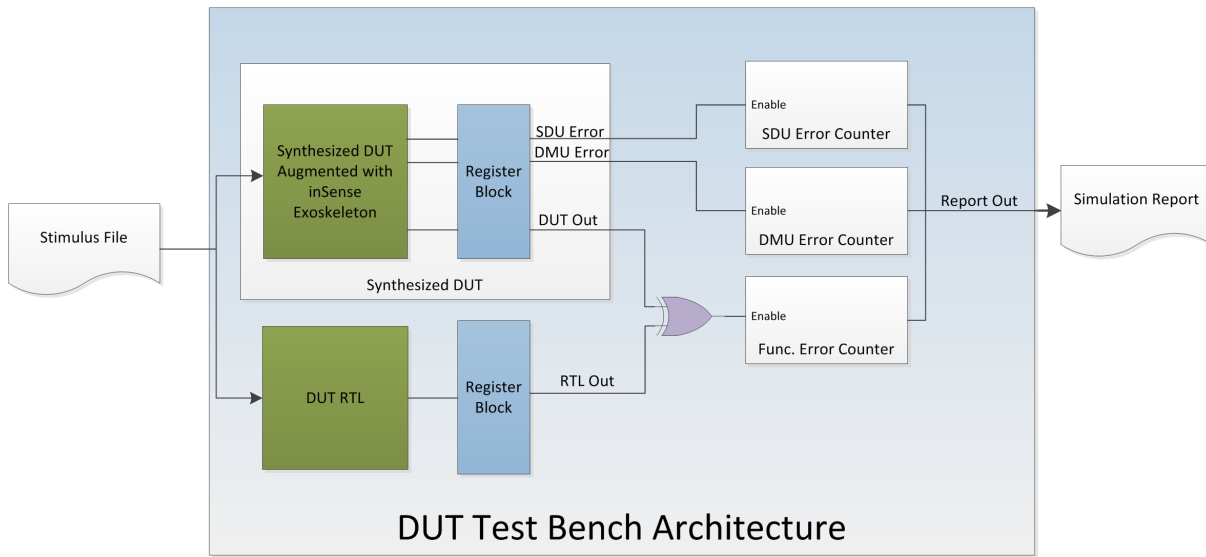 Stimulus File
Synthesized DUT
Augmented with
inSense
Exoskeleton
Register
Block
Synthesized DUT
SDU Error
DMU Error
DUT Out
DUT RTL
Register
Block
RTL Out
Enable
SDU Error Counter
Enable
DMU Error Counter
Enable
Func. Error Counter
Report Out
Simulation Report
DUT Test Bench Architecture